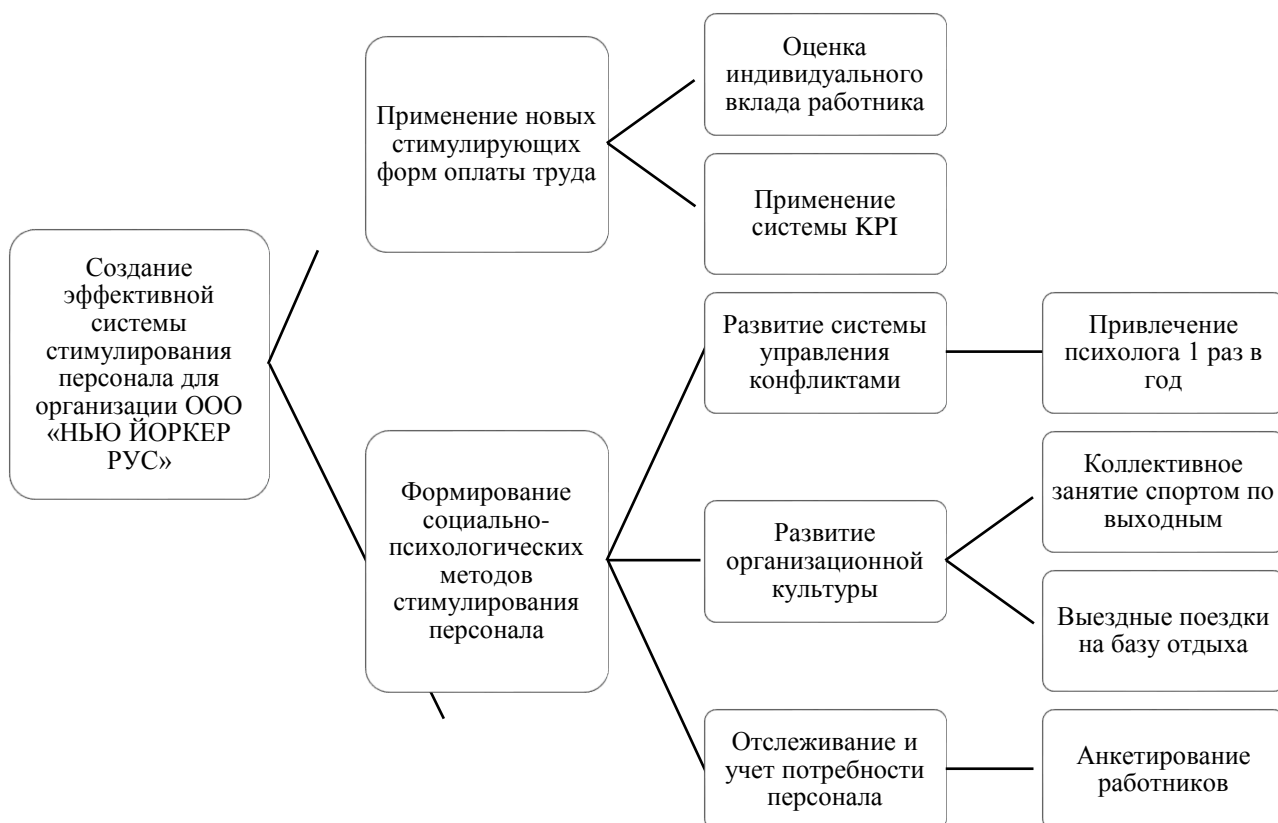 Создание
эффективной
системы
стимулирования
персонала для
организации ООО
«НЬЮ ЙОРКЕР
РУС»
Применение новых
стимулирующих
форм оплаты труда
Оценка
индивидуального
вклада работника
Применение
системы KPI
Формирование
социально-
психологических
методов
стимулирования
персонала
Развитие системы
управления
конфликтами
Привлечение
психолога 1 раз в
год
Развитие
организационной
культуры
Коллективное
занятие спортом по
выходным
Выездные поездки
на базу отдыха
Отслеживание и
учет потребности
персонала
Анкетирование
работников